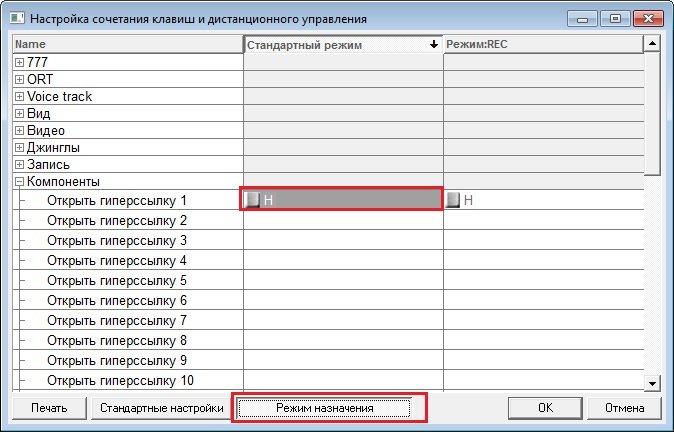 Настройка сочетания клавиш и дистанционного управления
Name Стандартный режим Режим:REC
777
ORT
Voice track
Вид
Видео
Джинглы
Запись
Компоненты
Открыть гиперссылку 1 H H
Открыть гиперссылку 2
Открыть гиперссылку 3
Открыть гиперссылку 4
Открыть гиперссылку 5
Открыть гиперссылку 6
Открыть гиперссылку 7
Открыть гиперссылку 8
Открыть гиперссылку 9
Открыть гиперссылку 10
Печать Стандартные настройки Режим назначения OK Отмена